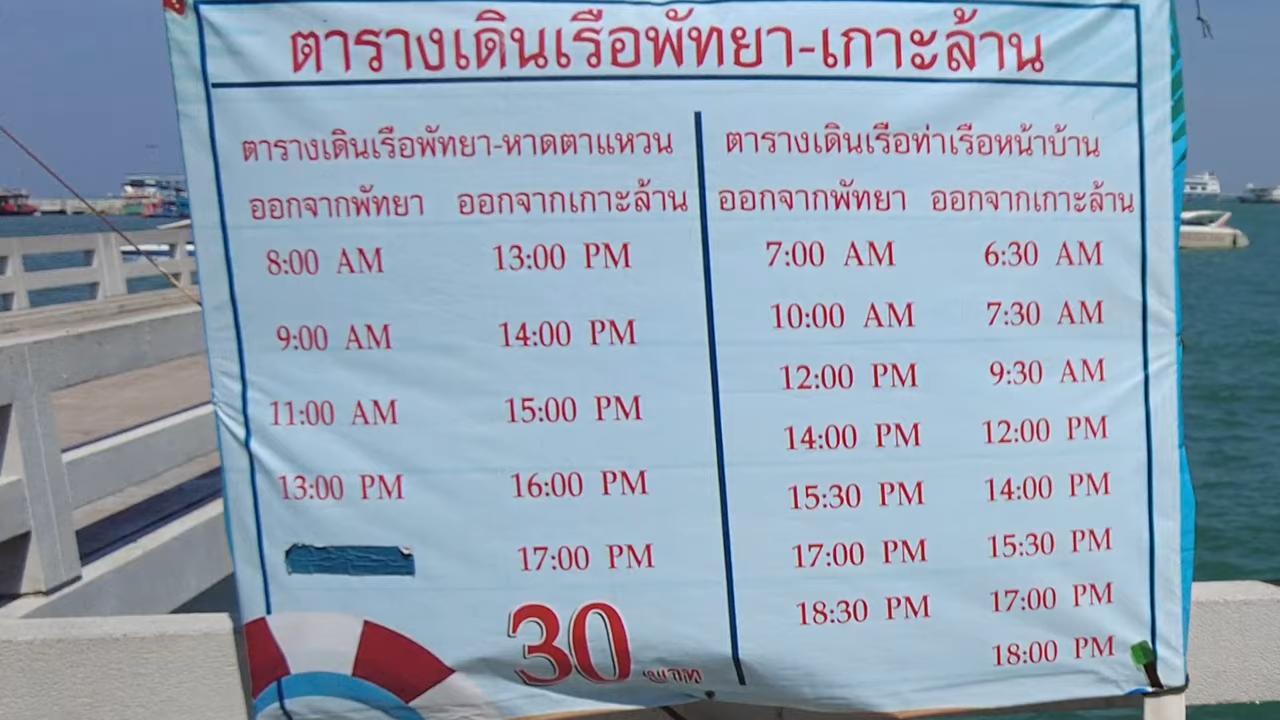 ตารางเดินเรือพัทยา-เกาะล้าน
ตารางเดินเรือพัทยา-หาดตาแหวน
ออกจากพัทยา ออกจากเกาะล้าน
8:00 AM 13:00 PM
9:00 AM 14:00 PM
11:00 AM 15:00 PM
13:00 PM 16:00 PM
17:00 PM
30 บาท
ตารางเดินเรือท่าเรือหน้าบ้าน
ออกจากพัทยา ออกจากเกาะล้าน
7:00 AM 6:30 AM
10:00 AM 7:30 AM
12:00 PM 9:30 AM
14:00 PM 12:00 PM
15:30 PM 14:00 PM
17:00 PM 15:30 PM
18:30 PM 17:00 PM
18:00 PM